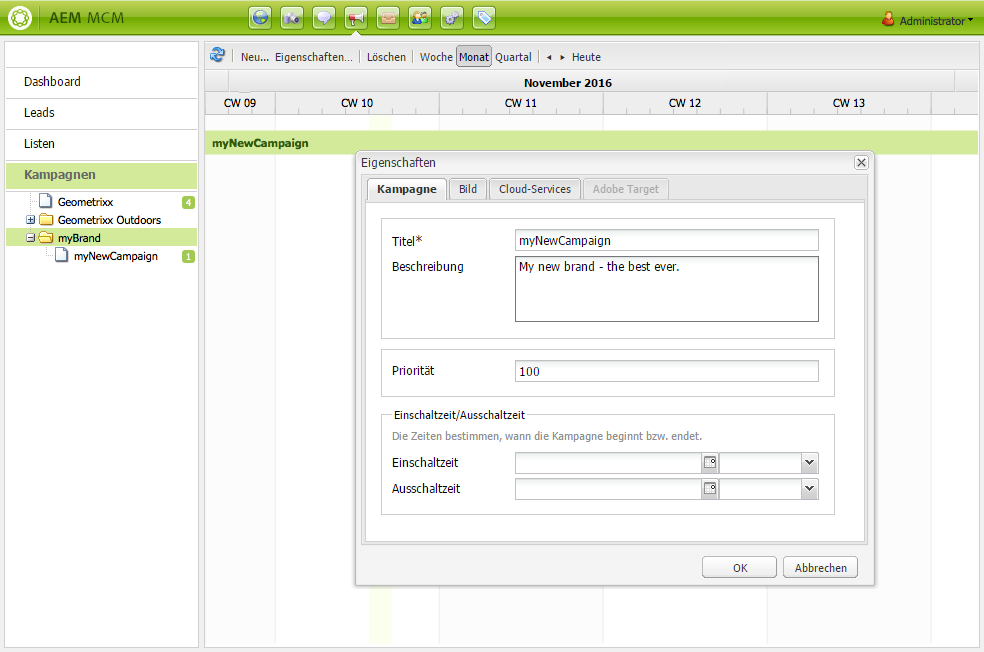 AEM MCM
Administrator
Neu... Eigenschaften... Löschen Woche Monat Quartal Heute
November 2016
CW 09 CW 10 CW 11 CW 12 CW 13
Dashboard
Leads
Listen
Kampagnen
Geometrixx 4
Geometrixx Outdoors
myBrand
myNewCampaign 1
myNewCampaign
Eigenschaften
Kampagne Bild Cloud-Services Adobe Target
Titel* myNewCampaign
Beschreibung My new brand - the best ever.
Priorität 100
Einschaltzeit/Ausschaltzeit
Die Zeiten bestimmen, wann die Kampagne beginnt bzw. endet.
Einschaltzeit
Ausschaltzeit
OK Abbrechen